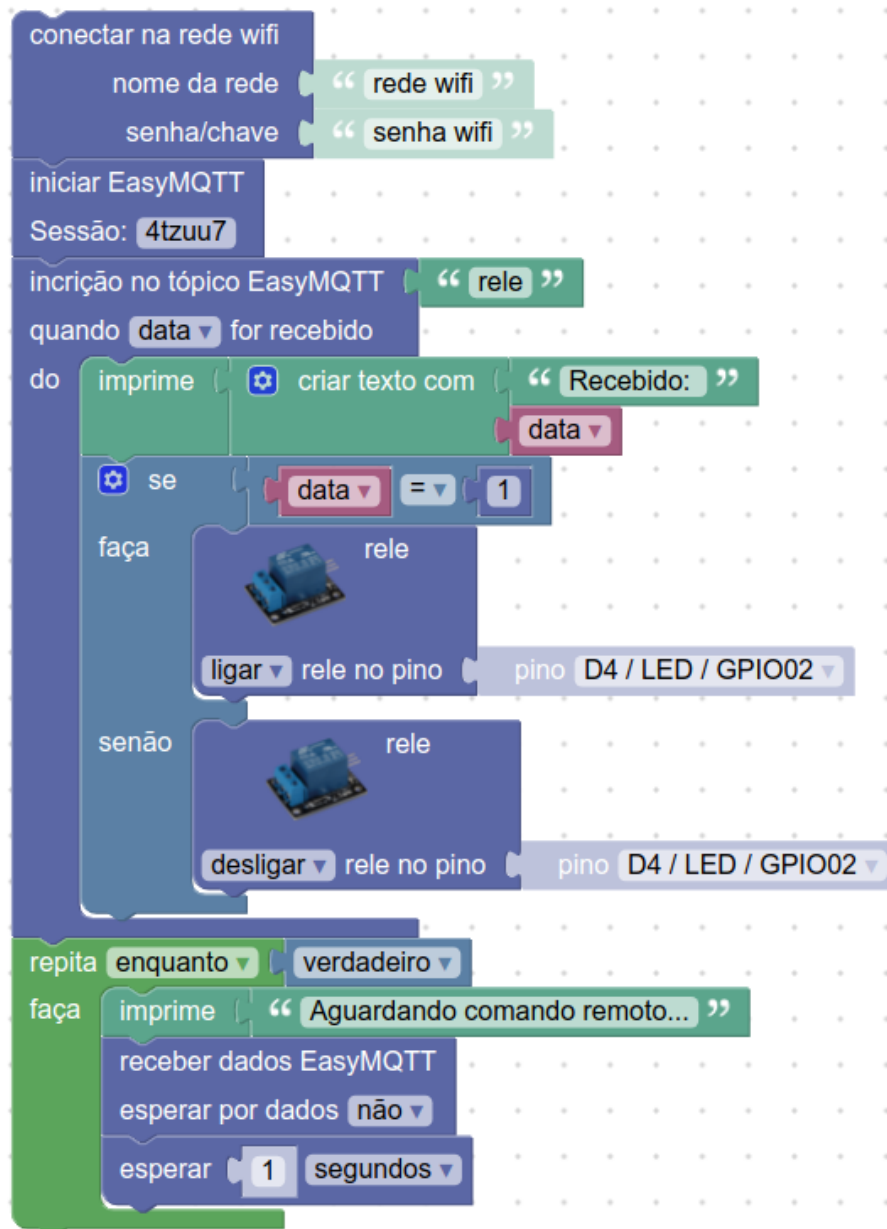 conectar na rede wifi
nome da rede “ rede wifi ”
senha/chave “ senha wifi ”
iniciar EasyMQTT
Sessão: 4tzuu7
incrição no tópico EasyMQTT “ rele ”
quando data ▾ for recebido
do imprime criar texto com “ Recebido: ”
data ▾
se data ▾ = ▾ 1
faça rele
ligar ▾ rele no pino pino D4 / LED / GPIO02 ▾
senão rele
desligar ▾ rele no pino pino D4 / LED / GPIO02 ▾
repita enquanto ▾ verdadeiro ▾
faça imprime “ Aguardando comando remoto... ”
receber dados EasyMQTT
esperar por dados não ▾
esperar 1 segundos ▾